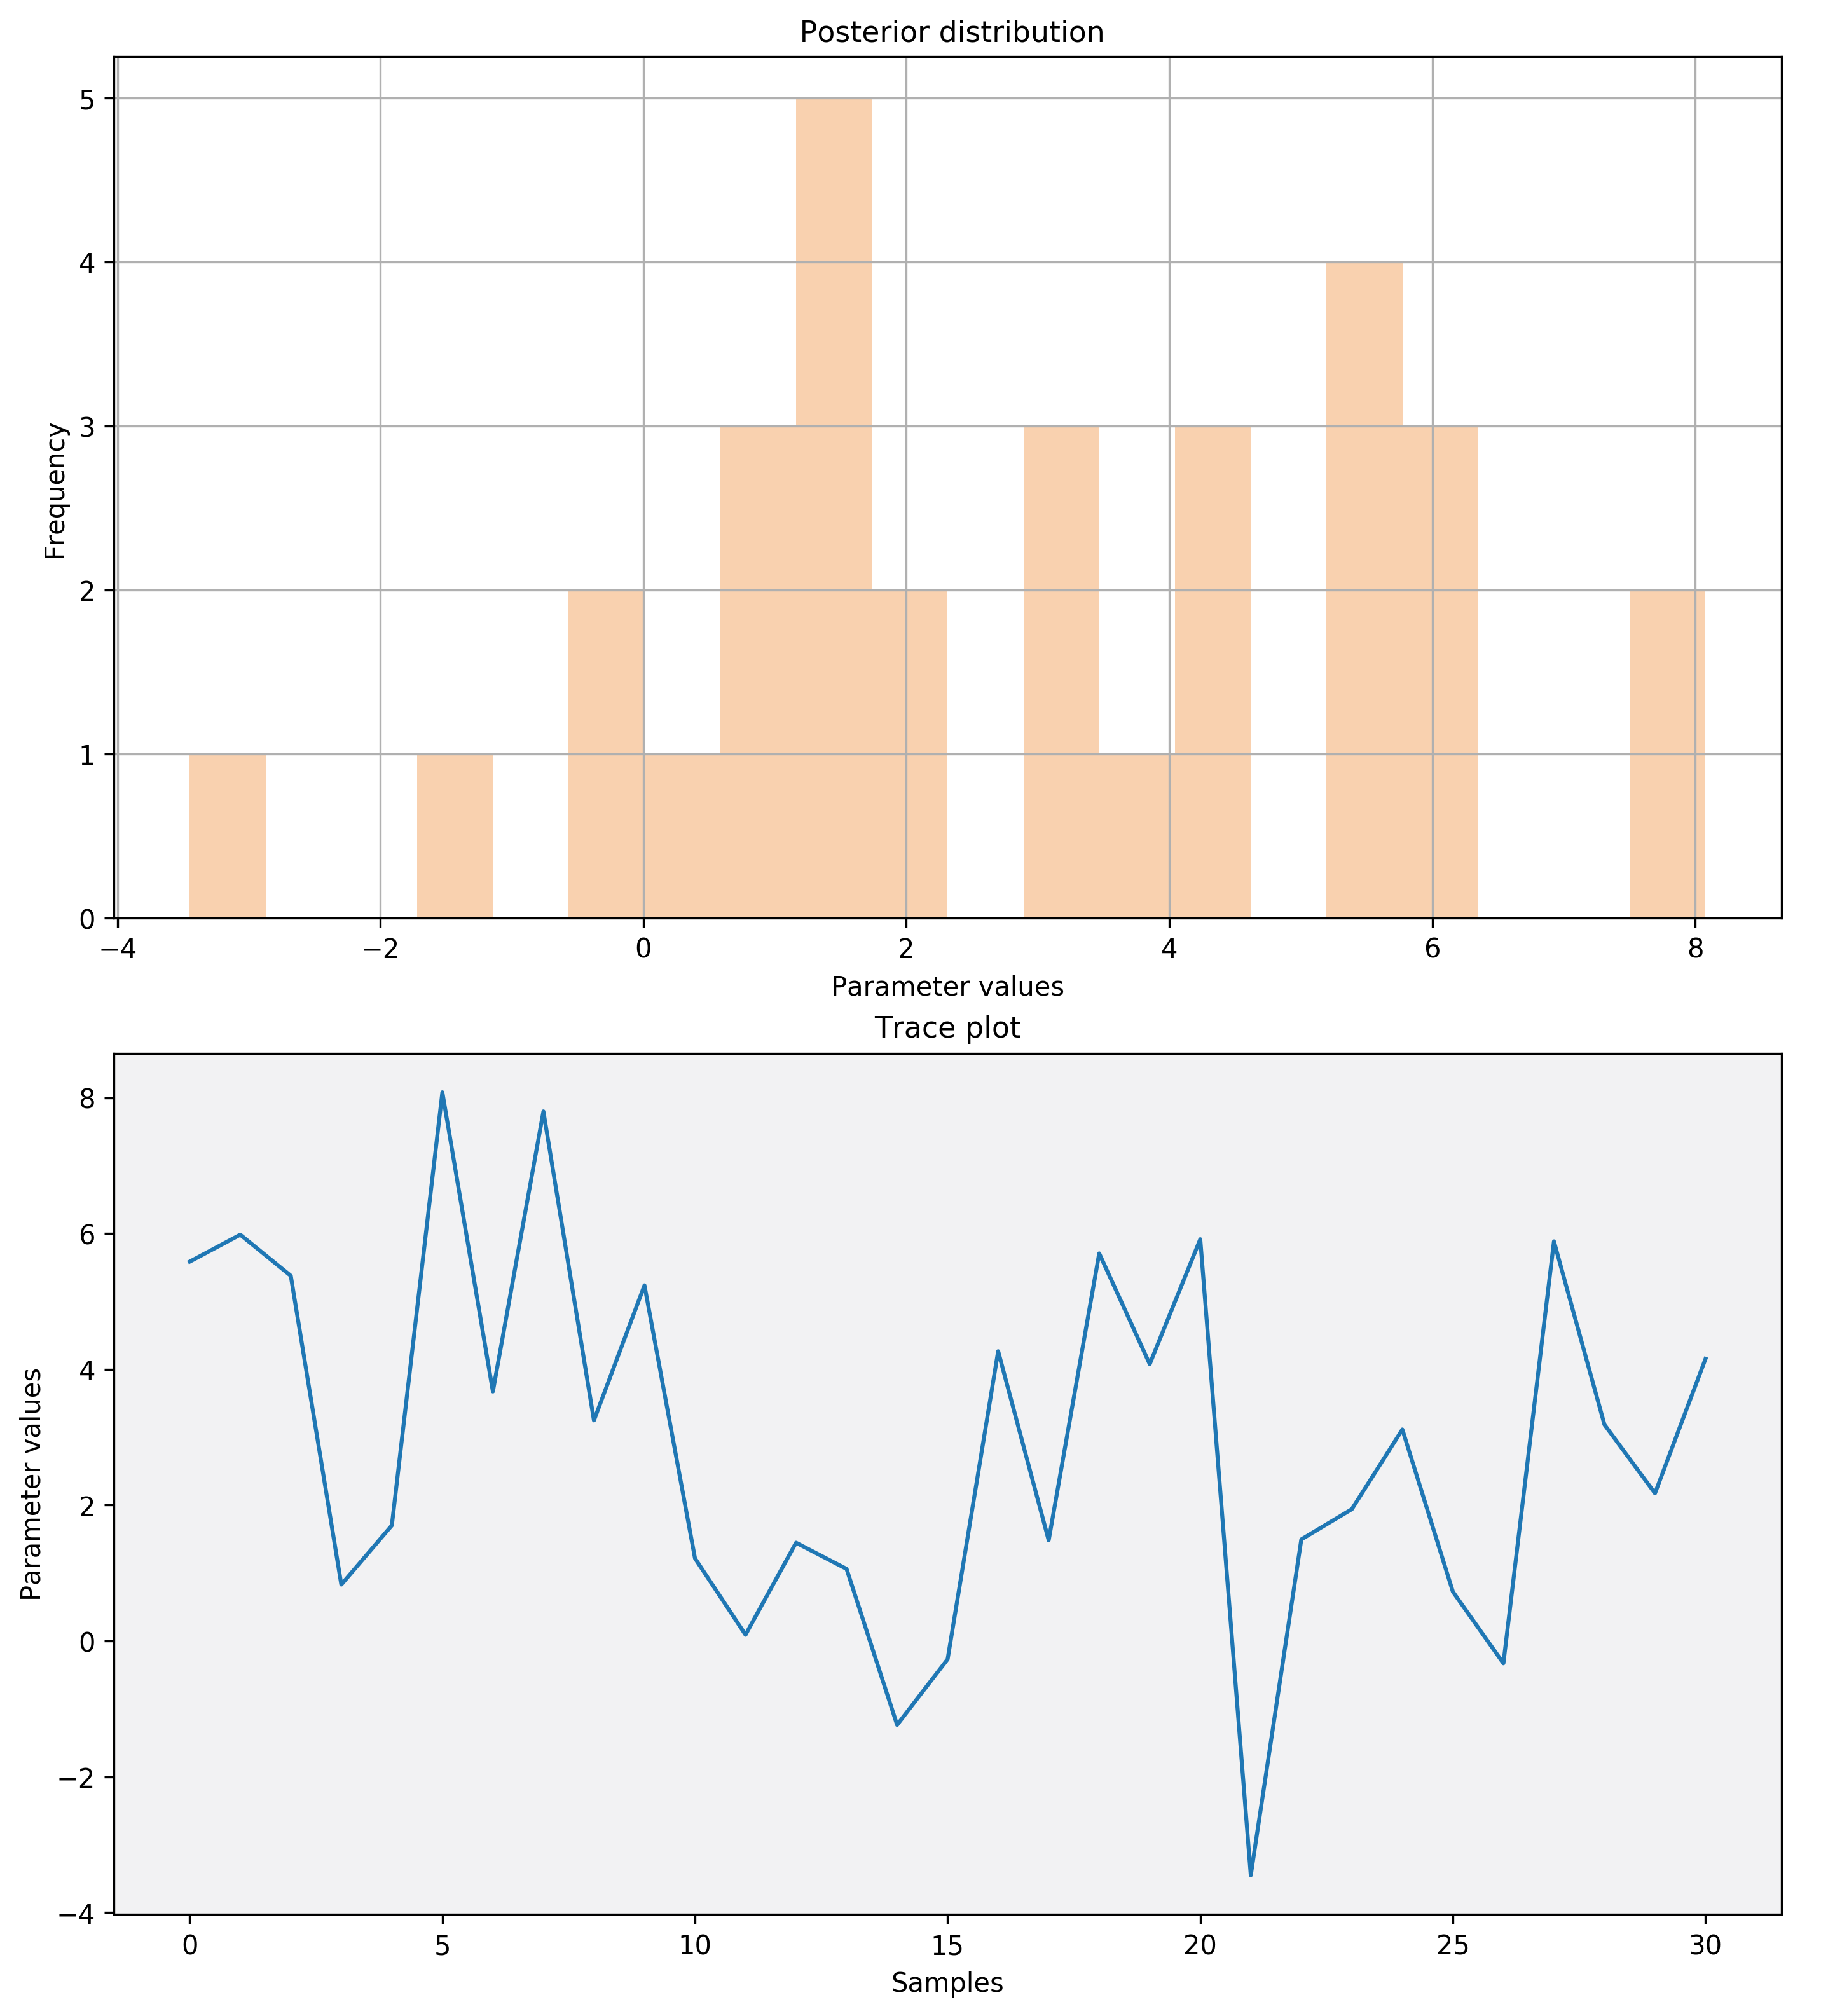 Posterior distribution
5
4
3
2
1
0
Frequency
−4 −2 0 2 4 6 8
Parameter values
Trace plot
8
6
4
2
0
−2
−4
Parameter values
0 5 10 15 20 25 30
Samples